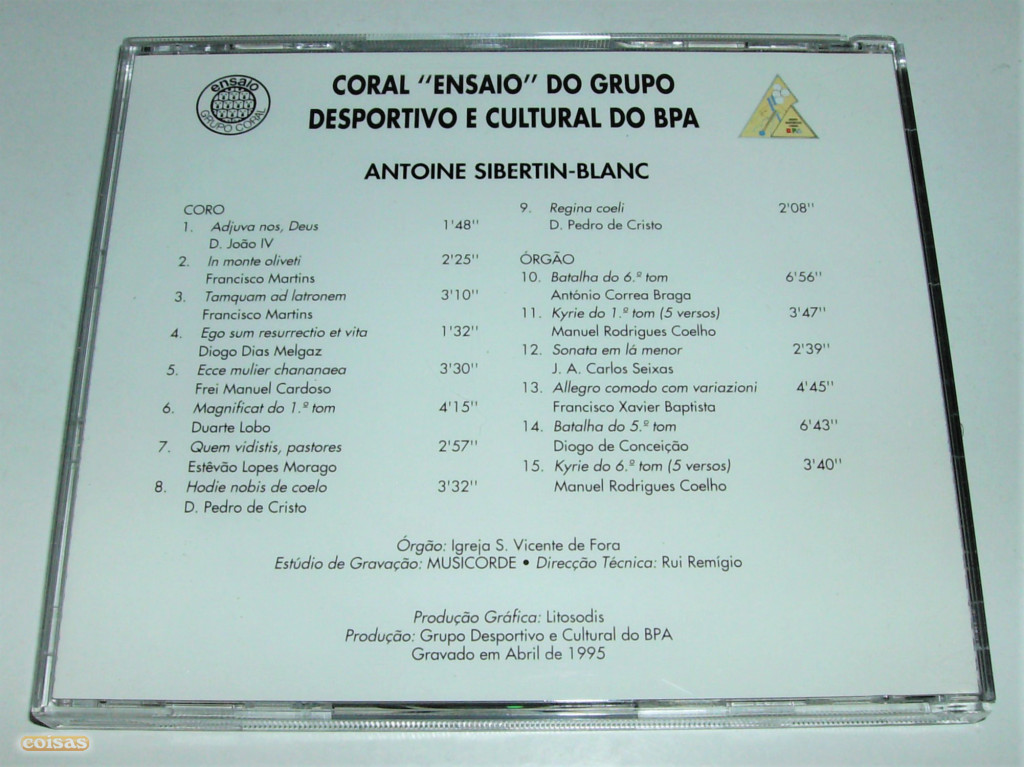 ensaio
GRUPO CORAL
CORAL "ENSAIO" DO GRUPO
DESPORTIVO E CULTURAL DO BPA
ANTOINE SIBERTIN-BLANC
CORO
1. Adjuva nos, Deus 1'48''
D. João IV
2. In monte oliveti 2'25''
Francisco Martins
3. Tamquam ad latronem 3'10''
Francisco Martins
4. Ego sum resurrectio et vita 1'32''
Diogo Dias Melgaz
5. Ecce mulier chananaea 3'30''
Frei Manuel Cardoso
6. Magnificat do 1.º tom 4'15''
Duarte Lobo
7. Quem vidistis, pastores 2'57''
Estêvão Lopes Morago
8. Hodie nobis de coelo 3'32''
D. Pedro de Cristo
9. Regina coeli 2'08''
D. Pedro de Cristo
ÓRGÃO
10. Batalha do 6.º tom 6'56''
António Correa Braga
11. Kyrie do 1.º tom (5 versos) 3'47''
Manuel Rodrigues Coelho
12. Sonata em lá menor 2'39''
J. A. Carlos Seixas
13. Allegro comodo com variazioni 4'45''
Francisco Xavier Baptista
14. Batalha do 5.º tom 6'43''
Diogo de Conceição
15. Kyrie do 6.º tom (5 versos) 3'40''
Manuel Rodrigues Coelho
Órgão: Igreja S. Vicente de Fora
Estúdio de Gravação: MUSICORDE • Direcção Técnica: Rui Remígio
Produção Gráfica: Litosodis
Produção: Grupo Desportivo e Cultural do BPA
Gravado em Abril de 1995
coisas